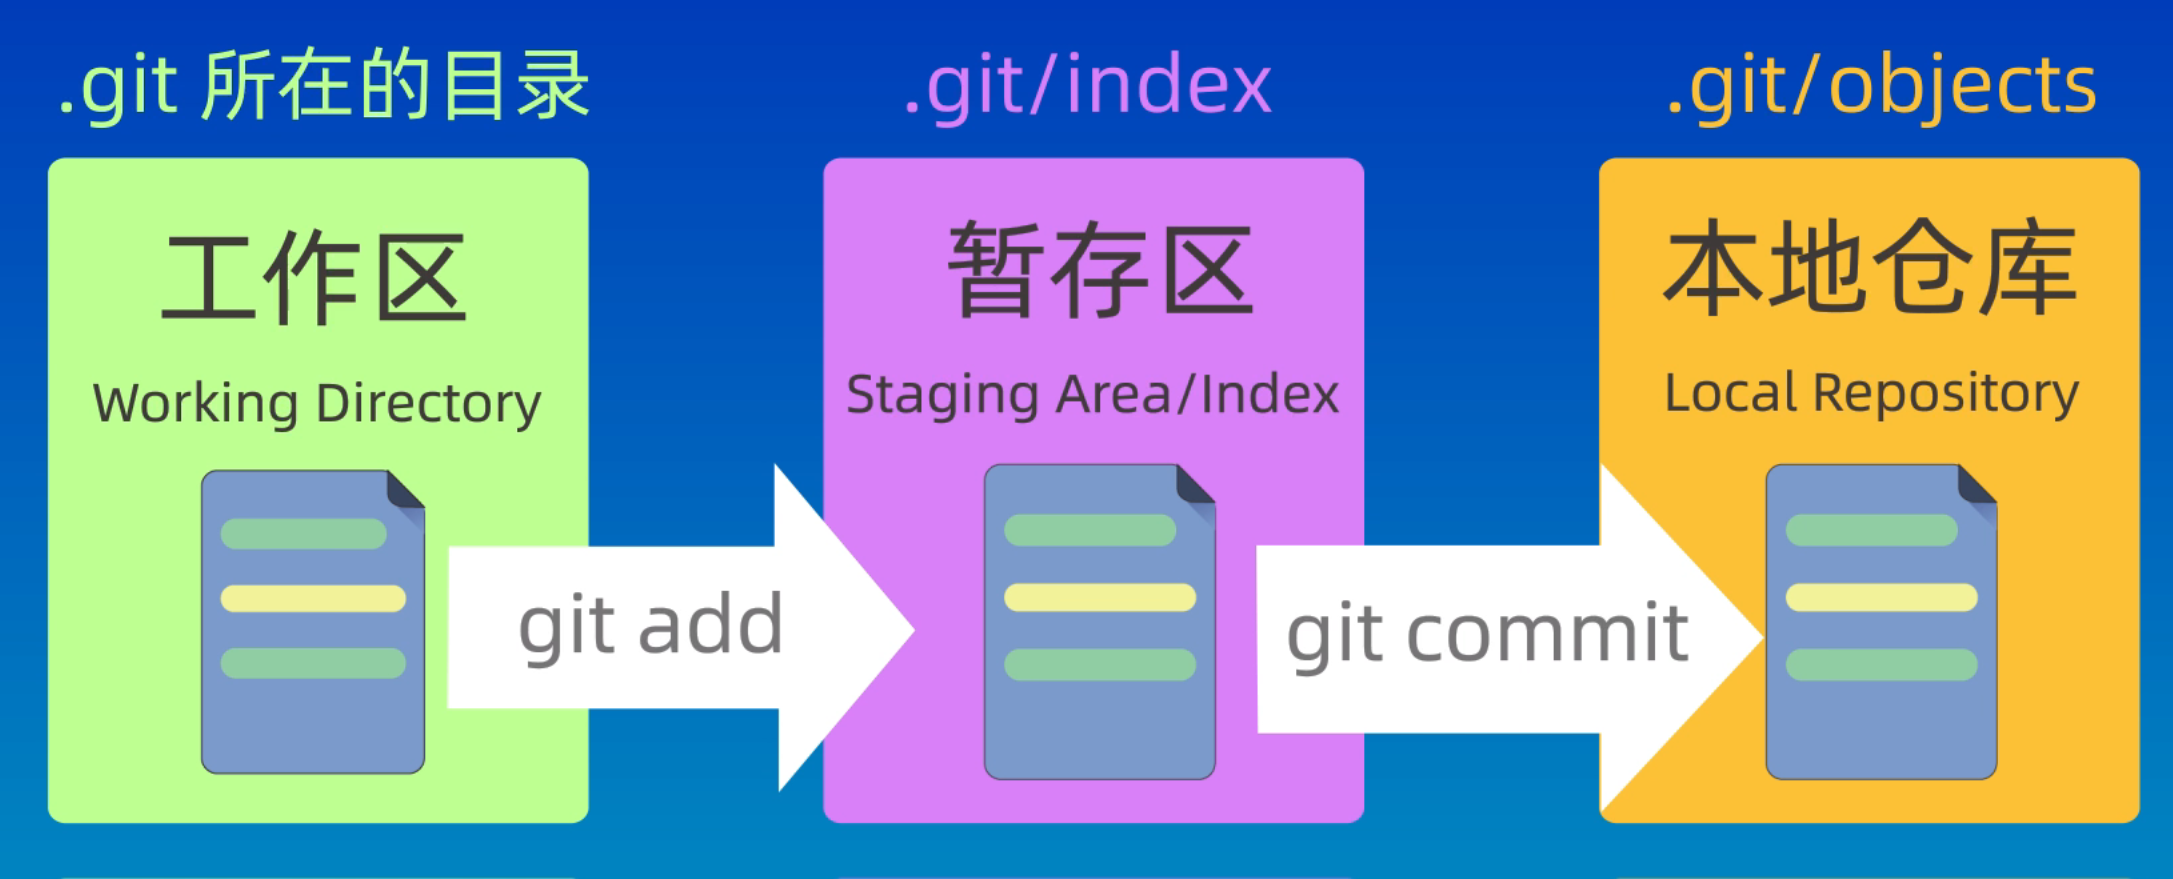 .git 所在的目录
.git/index
.git/objects
工作区
Working Directory
暂存区
Staging Area/Index
本地仓库
Local Repository
git add
git commit